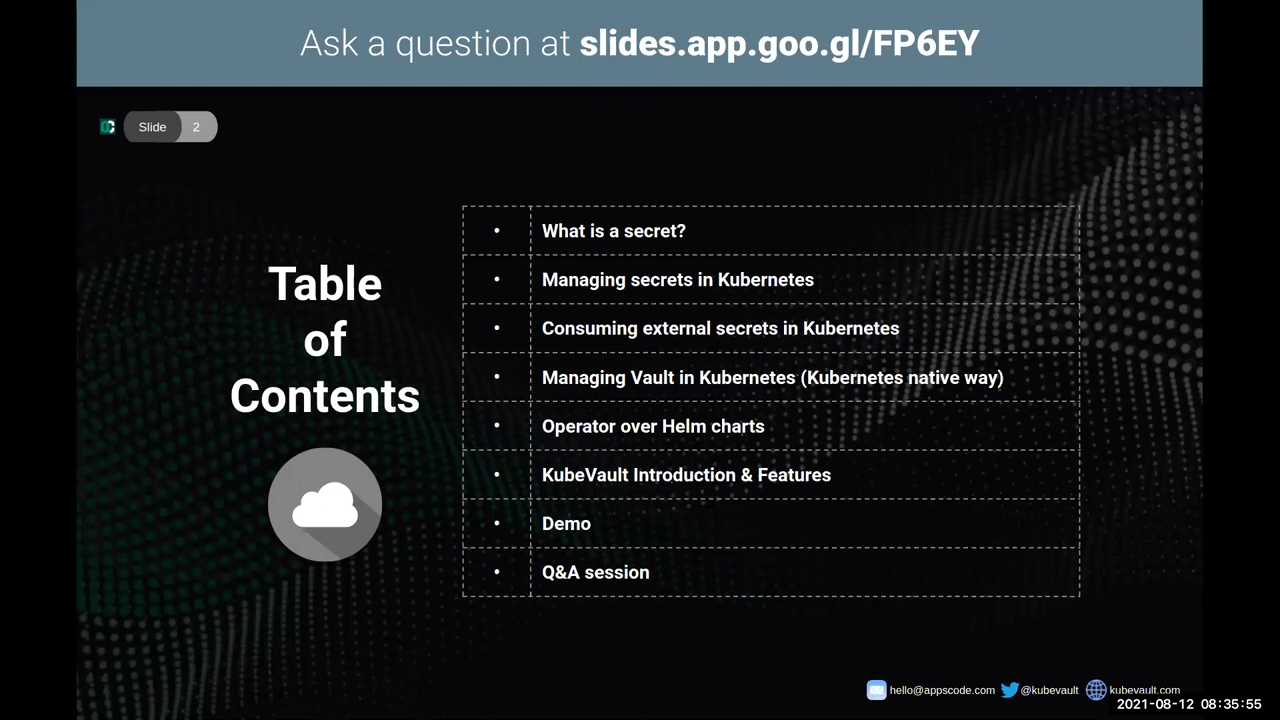 Ask a question at slides.app.goo.gl/FP6EY
Slide 2
Table
of
Contents
• What is a secret?
• Managing secrets in Kubernetes
• Consuming external secrets in Kubernetes
• Managing Vault in Kubernetes (Kubernetes native way)
• Operator over Helm charts
• KubeVault Introduction & Features
• Demo
• Q&A session
hello@appscode.com @kubevault kubevault.com
2021-08-12 08:35:55